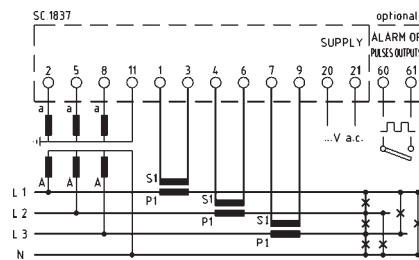 SC.1837
optional
SUPPLY
ALARM OR
PULSES OUTPUTS
2 5 8 11 1 3 4 6 7 9 20 21 60 61
a a a
...V a.c.
A A A
S1
S1
S1
L 1
P1
L 2
P1
L 3
P1
N